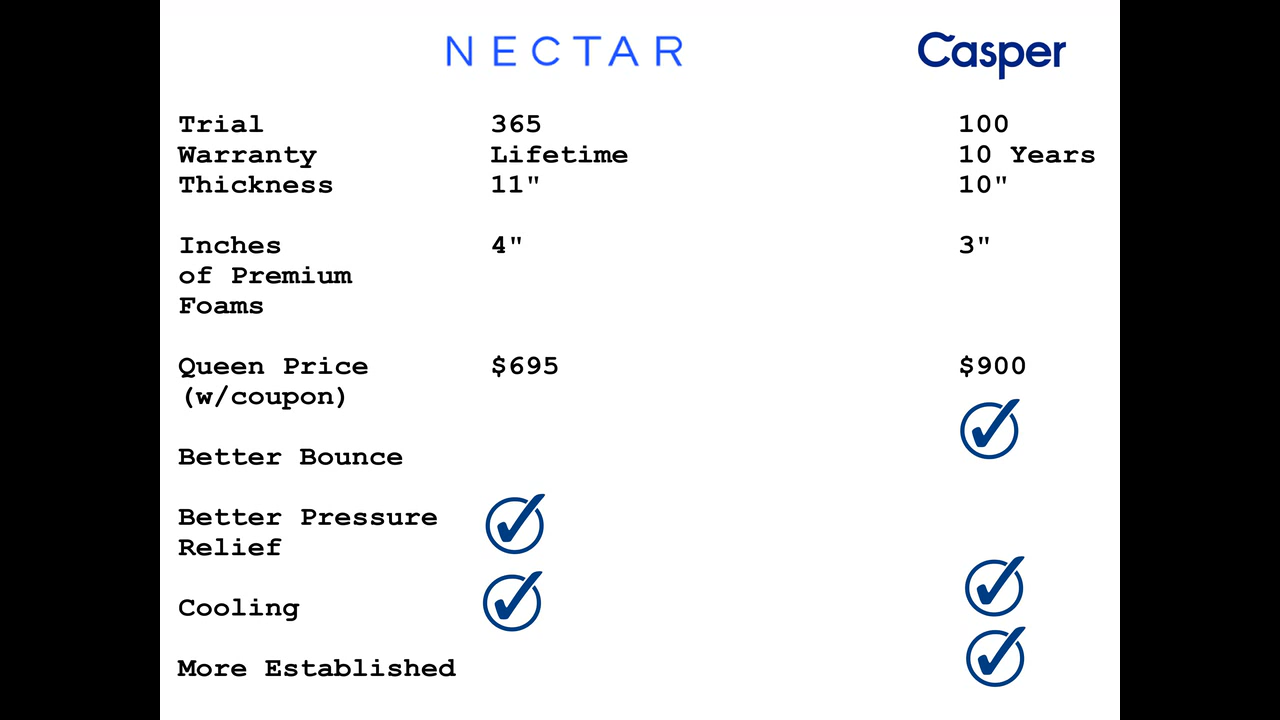 NECTAR Casper
Trial 365 100
Warranty Lifetime 10 Years
Thickness 11" 10"
Inches 4" 3"
of Premium
Foams
Queen Price $695 $900
(w/coupon)
Better Bounce
Better Pressure
Relief
Cooling
More Established